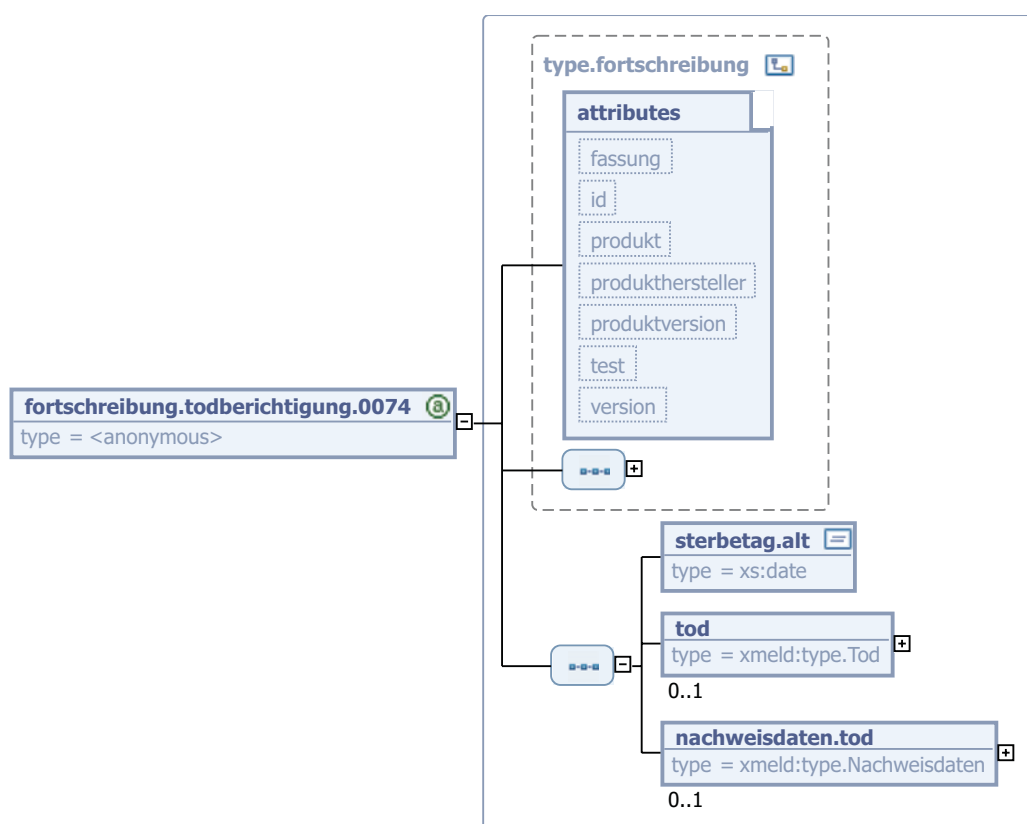 type.fortschreibung
attributes
fassung
id
produkt
produkthersteller
produktversion
test
version
fortschreibung.todberichtigung.0074
type = <anonymous>
sterbetag.alt
type = xs:date
tod
type = xmeld:type.Tod
0..1
nachweisdaten.tod
type = xmeld:type.Nachweisdaten
0..1